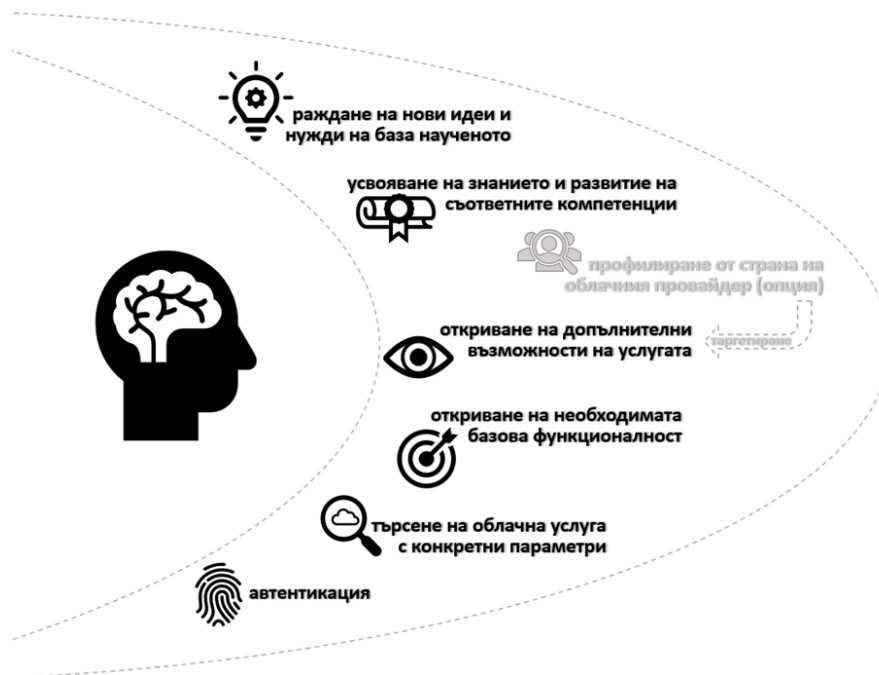 раждане на нови идеи и
нужди на база наученото
усвояване на знанието и развитие на
съответните компетенции
профилиране от страна на
облачния провайдер (опция)
откриване на допълнителни
възможности на услугата
таргетиране
откриване на необходимата
базова функционалност
търсене на облачна услуга
с конкретни параметри
автентикация